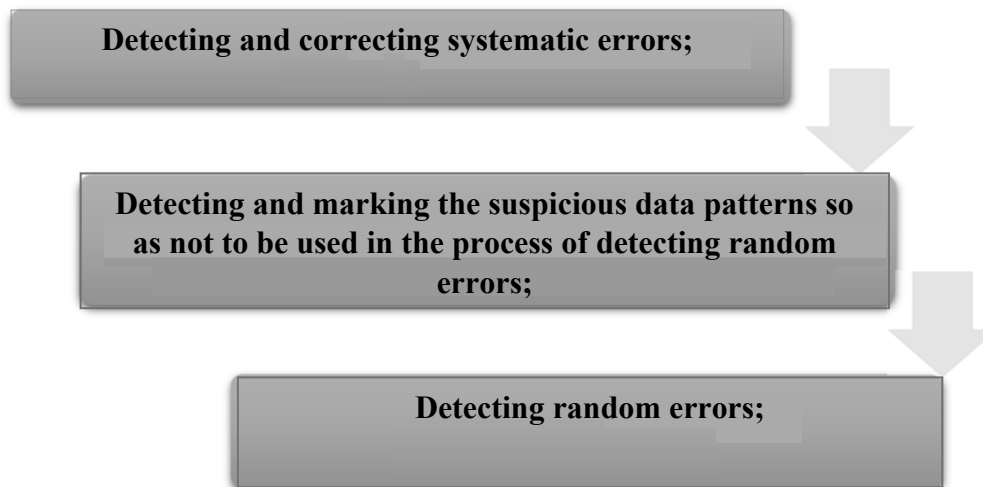 Detecting and correcting systematic errors;
Detecting and marking the suspicious data patterns so
as not to be used in the process of detecting random
errors;
Detecting random errors;